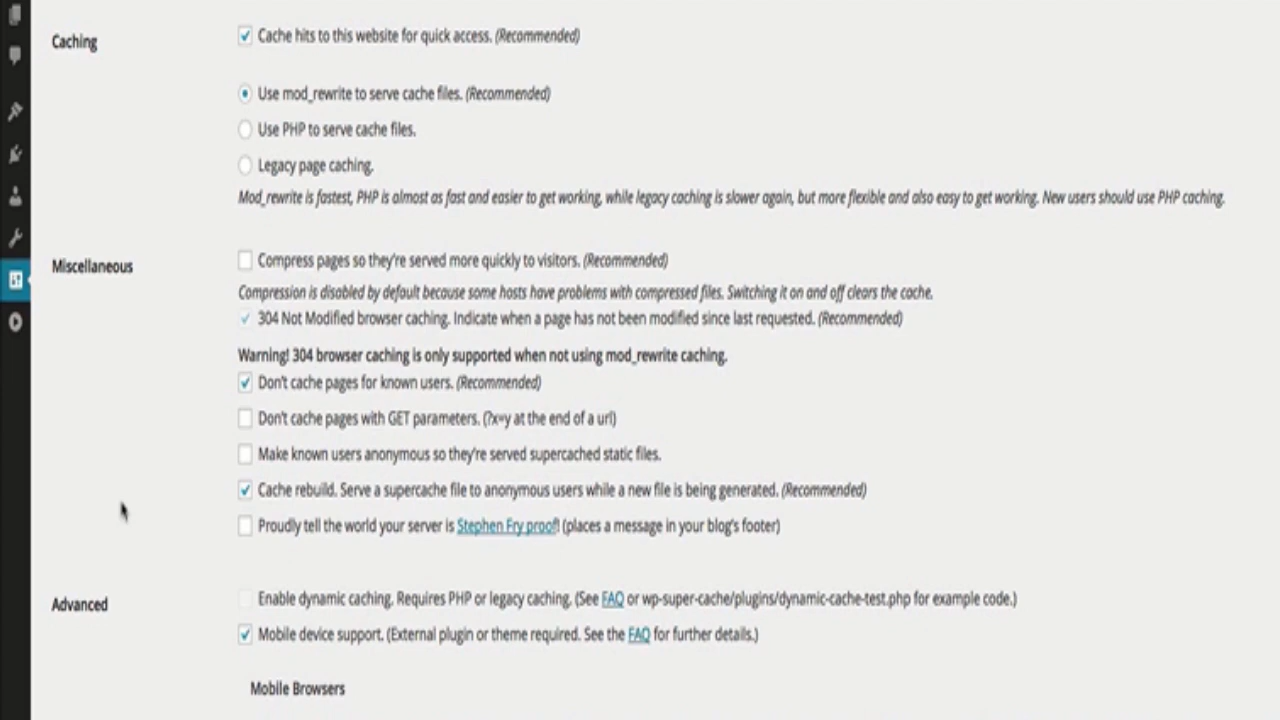 Caching
Cache hits to this website for quick access. (Recommended)
Use mod_rewrite to serve cache files. (Recommended)
Use PHP to serve cache files.
Legacy page caching.
Mod_rewrite is fastest, PHP is almost as fast and easier to get working, while legacy caching is slower again, but more flexible and also easy to get working. New users should use PHP caching.
Miscellaneous
Compress pages so they're served more quickly to visitors. (Recommended)
Compression is disabled by default because some hosts have problems with compressed files. Switching it on and off clears the cache.
304 Not Modified browser caching. Indicate when a page has not been modified since last requested. (Recommended)
Warning! 304 browser caching is only supported when not using mod_rewrite caching.
Don't cache pages for known users. (Recommended)
Don't cache pages with GET parameters. (?x=y at the end of a url)
Make known users anonymous so they're served supercached static files.
Cache rebuild. Serve a supercache file to anonymous users while a new file is being generated. (Recommended)
Proudly tell the world your server is Stephen Fry proof! (places a message in your blog's footer)
Advanced
Enable dynamic caching. Requires PHP or legacy caching. (See FAQ or wp-super-cache/plugins/dynamic-cache-test.php for example code.)
Mobile device support. (External plugin or theme required. See the FAQ for further details.)
Mobile Browsers